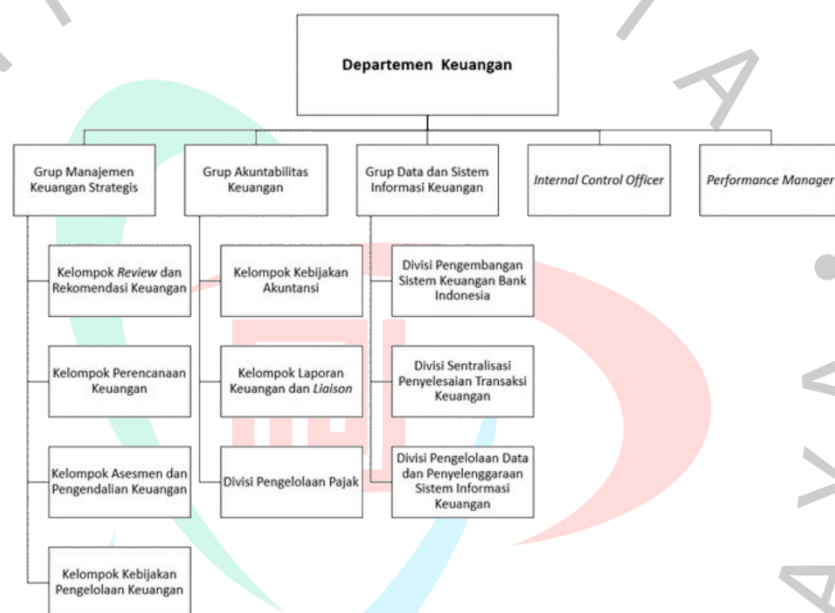 Departemen Keuangan
Grup Manajemen
Keuangan Strategis
Grup Akuntabilitas
Keuangan
Grup Data dan Sistem
Informasi Keuangan
Internal Control Officer
Performance Manager
Kelompok Review dan
Rekomendasi Keuangan
Kelompok Kebijakan
Akuntansi
Divisi Pengembangan
Sistem Keuangan Bank
Indonesia
Kelompok Perencanaan
Keuangan
Kelompok Laporan
Keuangan dan Liaison
Divisi Sentralisasi
Penyelesaian Transaksi
Keuangan
Kelompok Asesmen dan
Pengendalian Keuangan
Divisi Pengelolaan Pajak
Divisi Pengelolaan Data
dan Penyelenggaraan
Sistem Informasi
Keuangan
Kelompok Kebijakan
Pengelolaan Keuangan